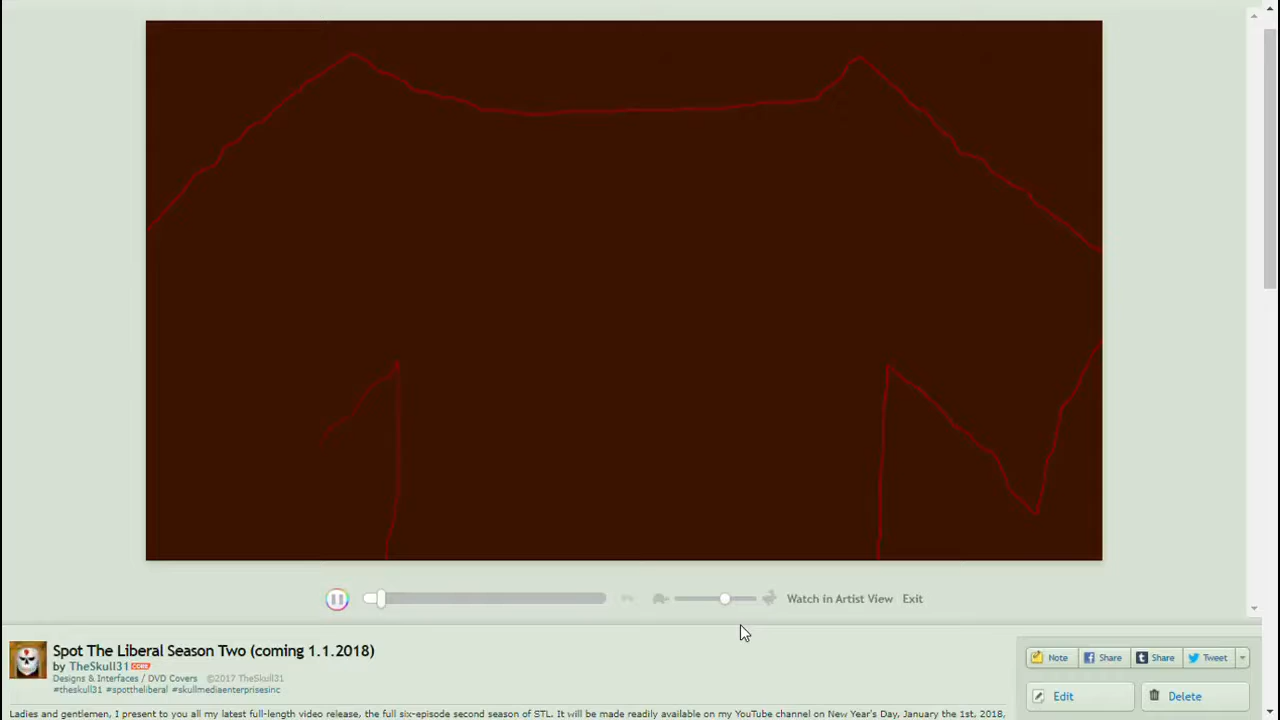 Watch in Artist View Exit
Spot The Liberal Season Two (coming 1.1.2018)
by TheSkull31 CORE
Designs & Interfaces / DVD Covers ©2017 TheSkull31
#theskull31 #spottheliberal #skullmediaenterprisesinc
Note Share Share Tweet
Edit Delete
Ladies and gentlemen, I present to you all my latest full-length video release, the full six-episode second season of STL. It will be made readily available on my YouTube channel on New Year's Day, January the 1st, 2018,